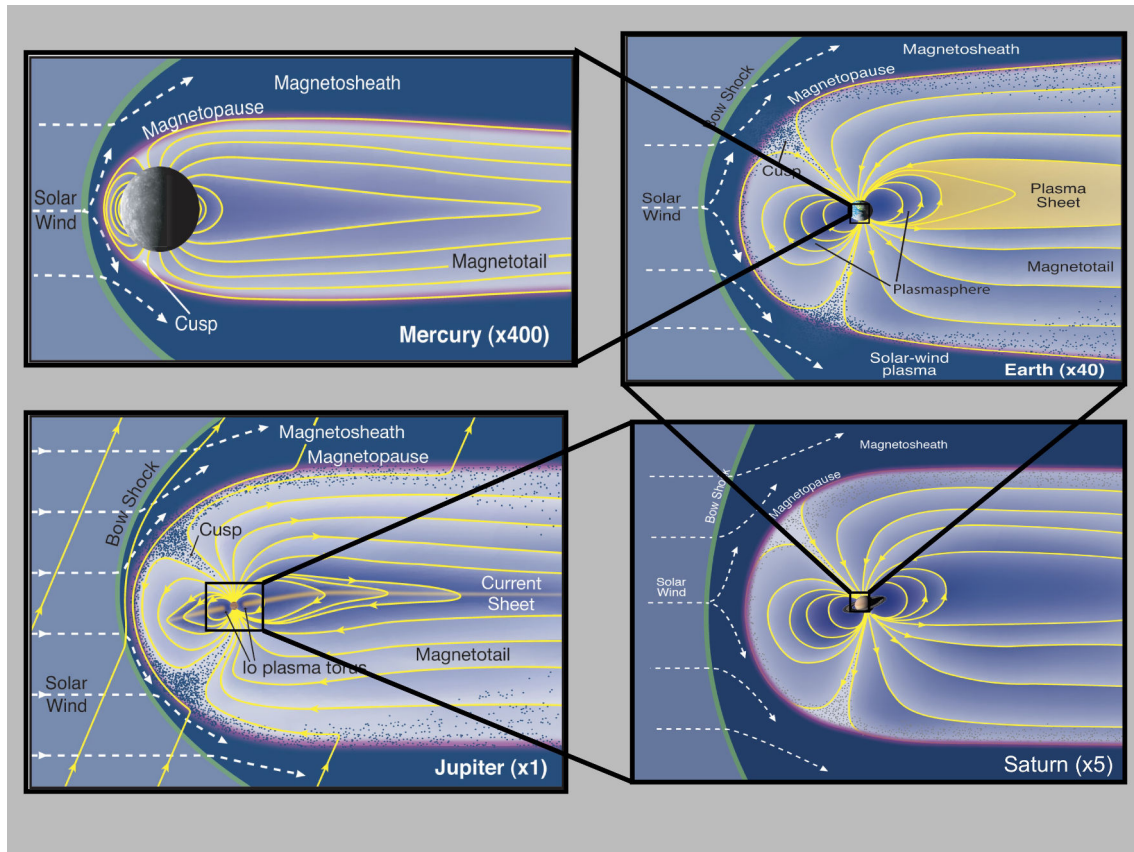 Magnetosheath
Magnetopause
Solar
Wind
Magnetotail
Cusp
Mercury (x400)
Magnetosheath
Bow Shock
Magnetopause
Cusp
Solar
Wind
Plasma
Sheet
Magnetotail
Plasmasphere
Solar-wind
plasma
Earth (x40)
Magnetosheath
Magnetopause
Bow Shock
Cusp
Current
Sheet
Io plasma torus
Magnetotail
Solar
Wind
Jupiter (x1)
Magnetosheath
Bow Shock
Magnetopause
Solar
Wind
Saturn (x5)